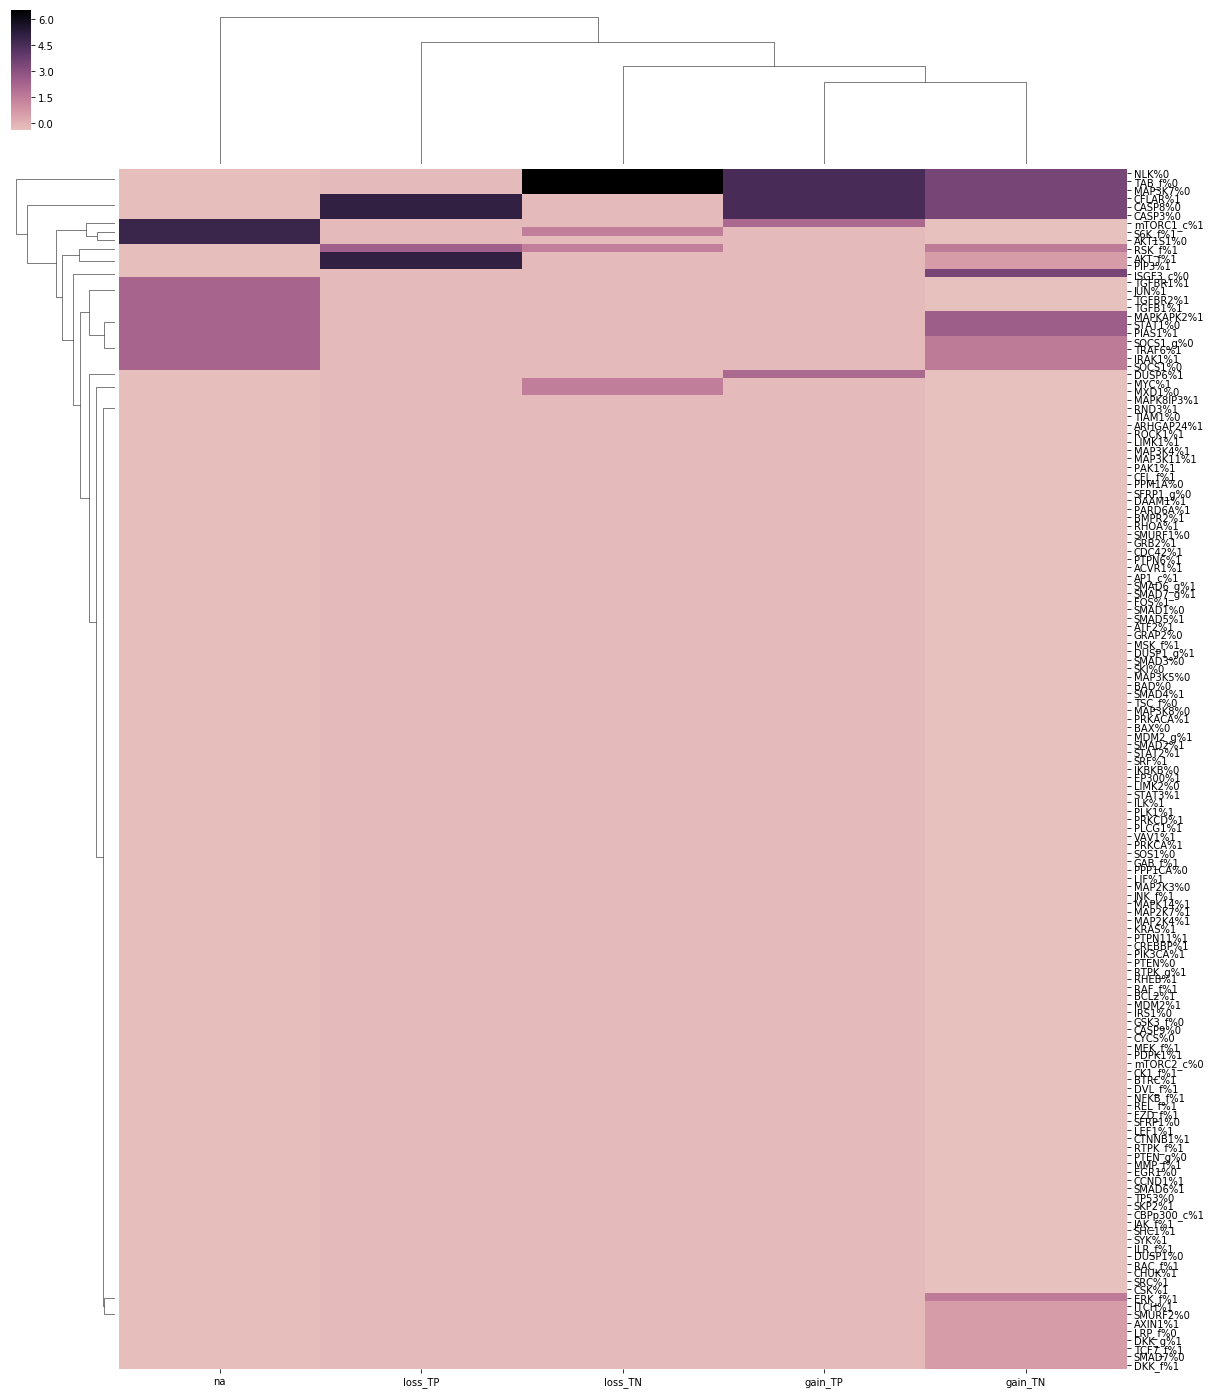 6.0
4.5
3.0
1.5
0.0
NLK%0
TAB_f%0
MAP3K7%0
CFLAR%1
CASP8%0
CASP3%0
mTORC1_c%1
S6K_f%1
AKT1S1%0
RSK_f%1
AKT_f%1
PIP3%1
ISGF3_c%0
TGFBR1%1
JUN%1
TGFBR2%1
TGFB1%1
MAPKAPK2%1
STAT1%0
PIAS1%1
SOCS1_g%0
TRAF6%1
IRAK1%1
SOCS1%0
DUSP6%1
MYC%1
MXD1%0
MAPK8IP3%1
RND3%1
TIAM1%0
ARHGAP24%1
ROCK1%1
LIMK1%1
MAP3K4%1
MAP3K11%1
PAK1%1
CFL_f%1
PPM1A%0
SFRP1_g%0
DAAM1%1
PARD6A%1
BMPR2%1
RHOA%1
SMURF1%0
GRB2%1
CDC42%1
PTPN6%1
ACVR1%1
AP1_c%1
SMAD6_g%1
SMAD7_g%1
FOS%1
SMAD1%0
SMAD5%1
ATF2%1
GRAP2%0
MSK_f%1
DUSP1_g%1
SMAD3%0
SKI%0
MAP3K5%0
BAD%0
SMAD4%1
TSC_f%0
MAP3K8%0
PRKACA%1
BAX%0
MDM2_g%1
SMAD2%1
STAT2%1
SRF%1
IKBKB%0
EP300%1
LIMK2%0
STAT3%1
ILK%1
PLK1%1
PRKCD%1
PLCG1%1
VAV1%1
PRKCA%1
SOS1%0
GAB_f%1
PPP1CA%0
LIF%1
MAP2K3%0
JNK_f%1
MAPK14%1
MAP2K7%1
MAP2K4%1
KRAS%1
PTPN11%1
CREBBP%1
PIK3CA%1
PTEN%0
RTPK_g%1
RHEB%1
RAF_f%1
BCL2%1
MDM2%1
IRS1%0
GSK3_f%0
CASP9%0
CYCS%0
MEK_f%1
PDPK1%1
mTORC2_c%0
CK1_f%1
BTRC%1
DVL_f%1
NFKB_f%1
REL_f%1
FZD_f%1
SFRP1%0
LEF1%1
CTNNB1%1
RTPK_f%1
PTEN_g%0
MMP_f%1
EGR1%0
CCND1%1
SMAD6%1
TP53%0
SKP2%1
CBPp300_c%1
JAK_f%1
SHC1%1
SYK%1
ILR_f%1
DUSP1%0
RAC_f%1
CHUK%1
SRC%1
CSK%1
ERK_f%1
ITCH%1
SMURF2%0
AXIN1%1
LRP_f%0
DKK_g%1
TCF7_f%1
SMAD7%0
DKK_f%1
na loss_TP loss_TN gain_TP gain_TN